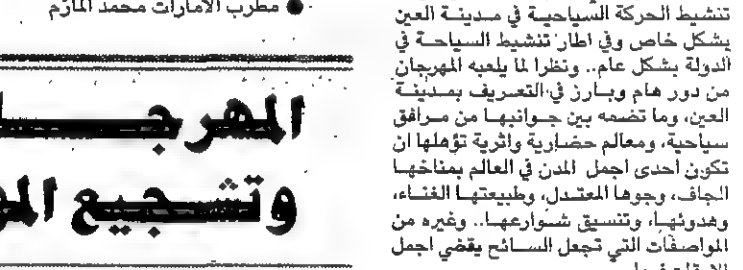 تنشيط الحركة السياحية في مدينة العين
بشكل خاص وفي اطار تنشيط السياحة في
الدولة بشكل عام.. ونظرا لما يلعبه المهرجان
من دور هام وبارز في التعريف بمدينة
العين، وما تضمه بين جوانبها من مرافق
سياحية، ومعالم حضارية واثرية تؤهلها ان
تكون احدى اجمل المدن في العالم بمناخها
الجاف، وجوها المعتدل، وطبيعتها الغناء،
وهدوئها، وتنسيق شوارعها.. وغيره من
المواصفات التي تجعل السائح يقضي اجمل
● مطرب الامارات محمد المازم
المهرجـــا
وتشجيع المو